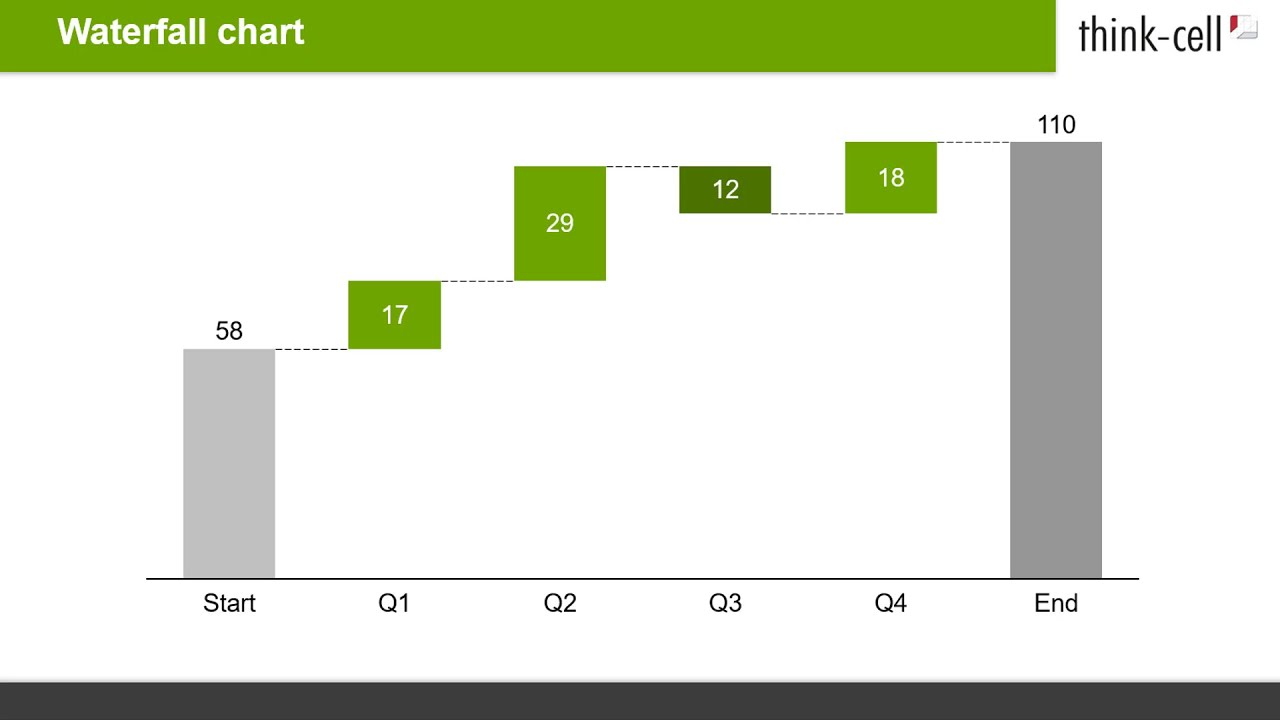 Waterfall chart
think-cell
110
18
12
29
17
58
Start Q1 Q2 Q3 Q4 End